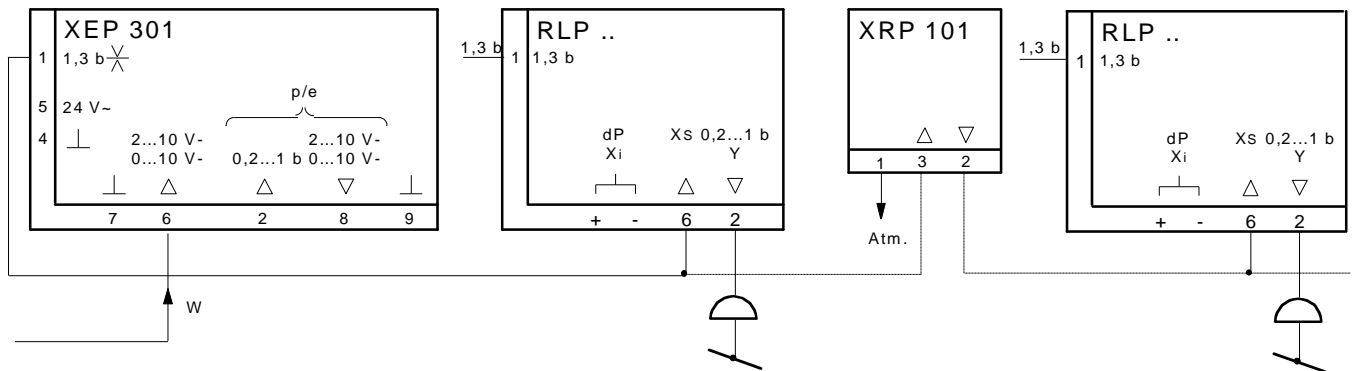 XEP 301
1 1,3 b
5 24 V~
4
p/e
2...10 V- 2...10 V-
0...10 V- 0,2...1 b 0...10 V-
7 6 2 8 9
W
1,3 b
RLP ..
1 1,3 b
dP Xs 0,2...1 b
Xi Y
+ - 6 2
XRP 101
1 3 2
Atm.
1,3 b
RLP ..
1 1,3 b
dP Xs 0,2...1 b
Xi Y
+ - 6 2